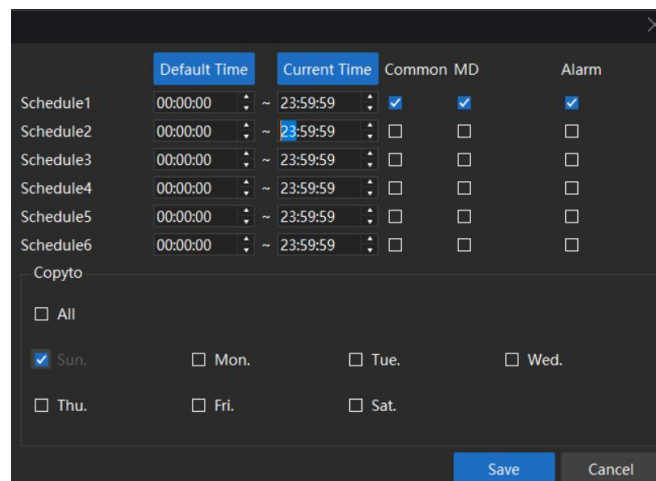 Default Time Current Time Common MD Alarm
Schedule1 00:00:00 ~ 23:59:59
Schedule2 00:00:00 ~ 23:59:59
Schedule3 00:00:00 ~ 23:59:59
Schedule4 00:00:00 ~ 23:59:59
Schedule5 00:00:00 ~ 23:59:59
Schedule6 00:00:00 ~ 23:59:59
Copyto
All
Sun. Mon. Tue. Wed.
Thu. Fri. Sat.
Save Cancel